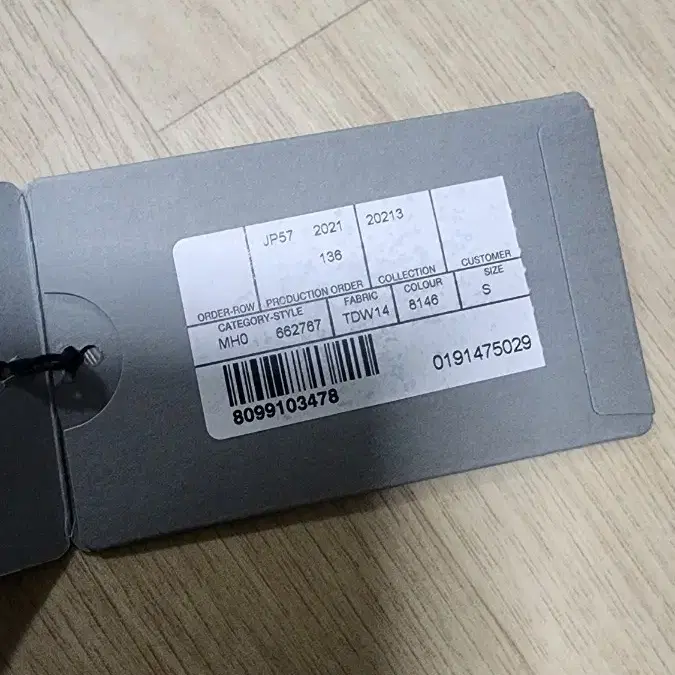 JP57 2021 20213
136
ORDER-ROW PRODUCTION ORDER COLLECTION CUSTOMER
CATEGORY-STYLE FABRIC COLOUR SIZE
MH0 662767 TDW14 8146 S
8099103478 0191475029